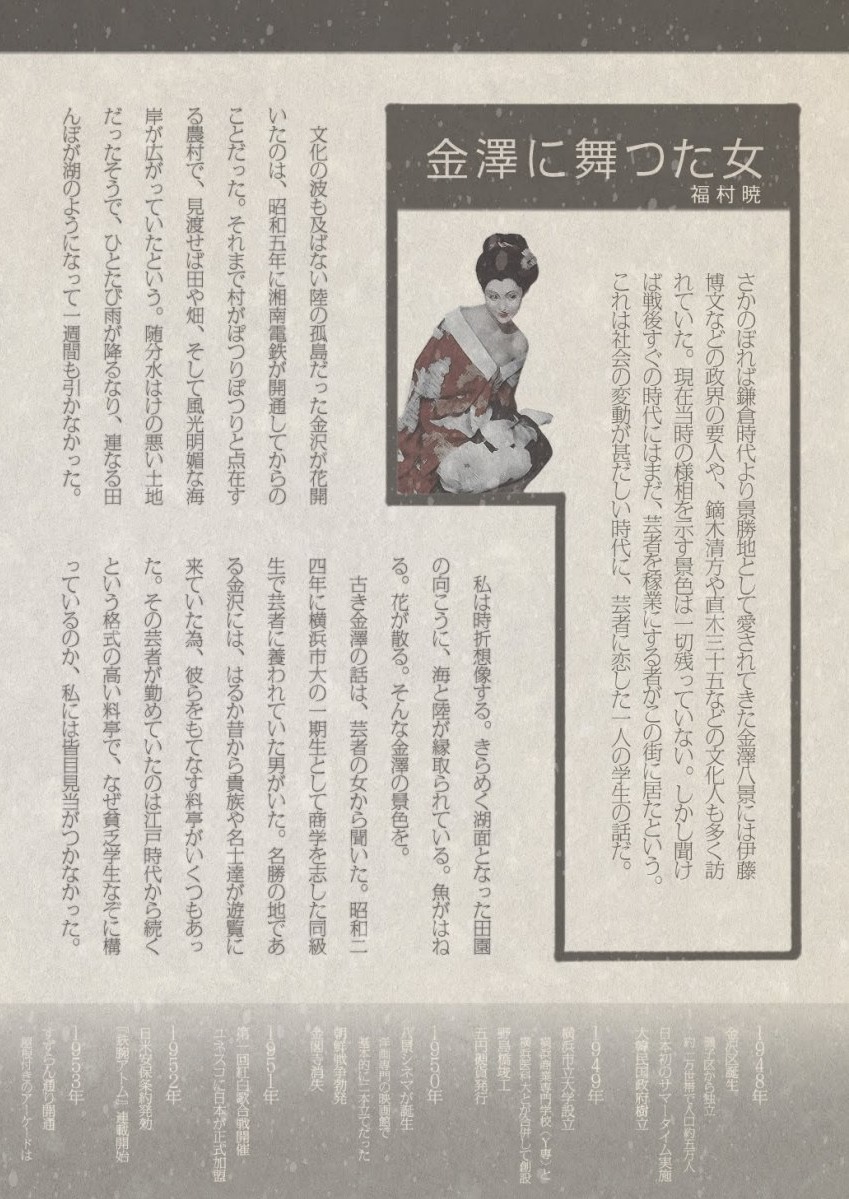 金澤に舞つた女
福村暁
さかのぼれば鎌倉時代より景勝地として愛されてきた金澤八景には伊藤
博文などの政界の要人や、鏑木清方や直木三十五などの文化人も多く訪
れていた。現在当時の様相を示す景色は一切残っていない。しかし聞け
ば戦後すぐの時代にはまだ、芸者を稼業にする者がこの街に居たという。
これは社会の変動が甚だしい時代に、芸者に恋した一人の学生の話だ。
文化の波も及ばない陸の孤島だった金沢が花開
いたのは、昭和五年に湘南電鉄が開通してからの
ことだった。それまで村がぽつりぽつりと点在す
る農村で、見渡せば田や畑、そして風光明媚な海
岸が広がっていたという。随分水はけの悪い土地
だったそうで、ひとたび雨が降るなり、連なる田
んぼが湖のようになって一週間も引かなかった。
私は時折想像する。きらめく湖面となった田園
の向こうに、海と陸が縁取られている。魚がはね
る。花が散る。そんな金澤の景色を。
古き金澤の話は、芸者の女から聞いた。昭和二
四年に横浜市大の一期生として商学を志した同級
生で芸者に養われていた男がいた。名勝の地であ
る金沢には、はるか昔から貴族や名士達が遊覧に
来ていた為、彼らをもてなす料亭がいくつもあっ
た。その芸者が勤めていたのは江戸時代から続く
という格式の高い料亭で、なぜ貧乏学生なぞに構
っているのか、私には皆目見当がつかなかった。
1948年
金沢区誕生
磯子区から独立
約一万世帯で人口約五万人
日本初のサマータイム実施
大韓民国政府樹立
1949年
横浜市立大学設立
横浜商業専門学校（Y専）と
横浜医科大とが合併して創設
野島橋竣工
五円硬貨発行
1950年
八景シネマが誕生
洋画専門の映画館で
基本的に三本立てだった
朝鮮戦争勃発
金閣寺消失
1951年
第一回紅白歌合戦開催
ユネスコに日本が正式加盟
1952年
日米安保条約発効
『鉄腕アトム』連載開始
1953年
すずらん通り開通
屋根付きのアーケードは